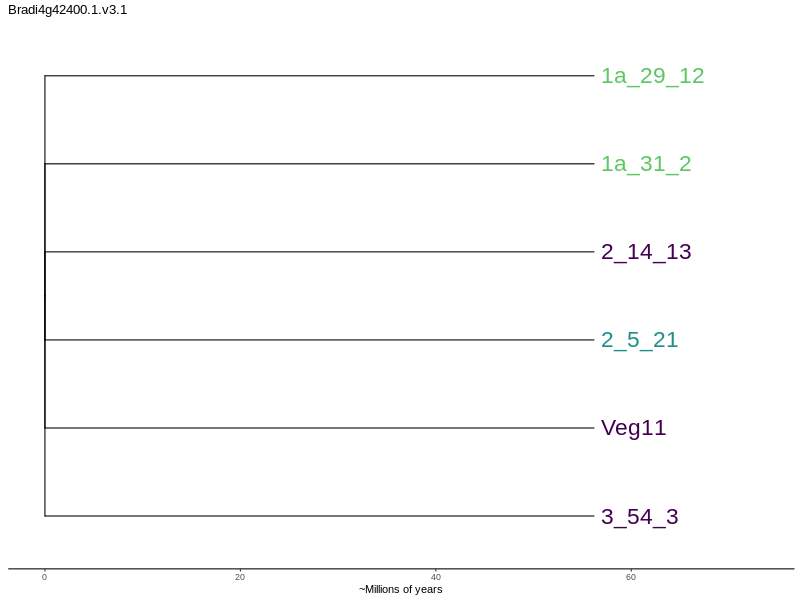 Bradi4g42400.1.v3.1
1a_29_12
1a_31_2
2_14_13
2_5_21
Veg11
3_54_3
0 20 40 60
~Millions of years